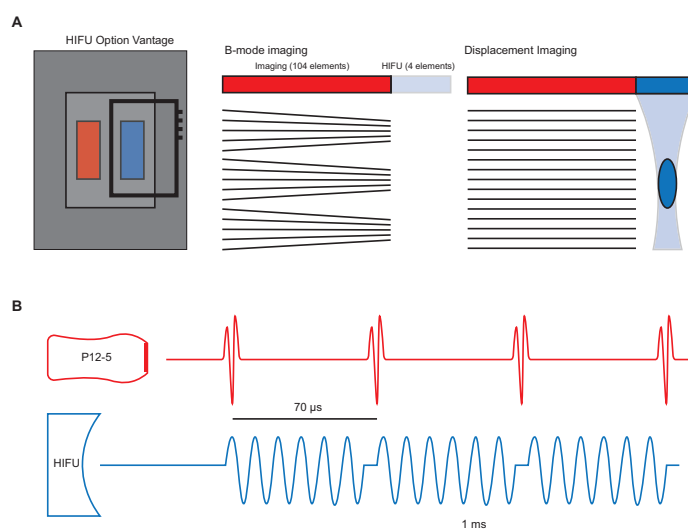 A
HIFU Option Vantage
B-mode imaging
Imaging (104 elements) HIFU (4 elements)
Displacement Imaging
B
P12-5
70 µs
HIFU
1 ms